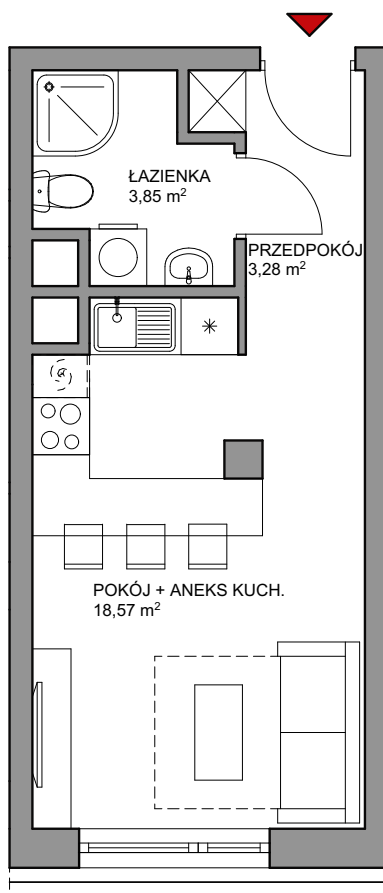 ŁAZIENKA
3,85 m²
PRZEDPOKÓJ
3,28 m²
POKÓJ + ANEKS KUCH.
18,57 m²